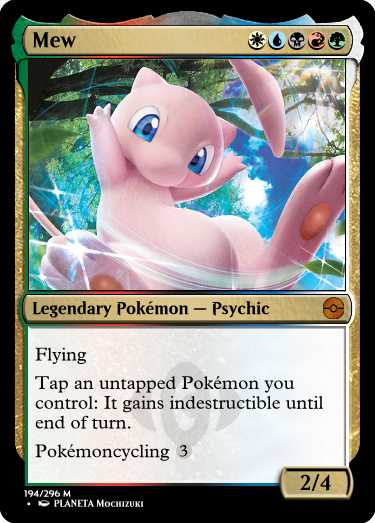 Mew
Legendary Pokémon — Psychic
Flying
Tap an untapped Pokémon you
control: It gains indestructible until
end of turn.
Pokémoncycling 3
2/4
194/296 M
• PLANETA Mochizuki